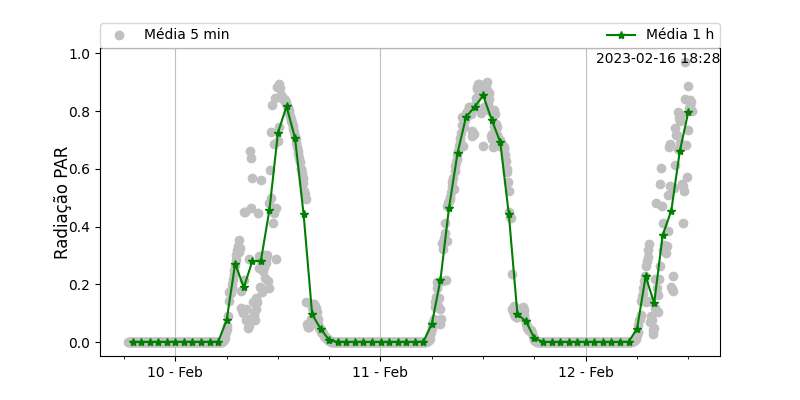 Média 5 min
Média 1 h
2023-02-16 18:28
1.0
0.8
0.6
0.4
0.2
0.0
Radiação PAR
10 - Feb
11 - Feb
12 - Feb